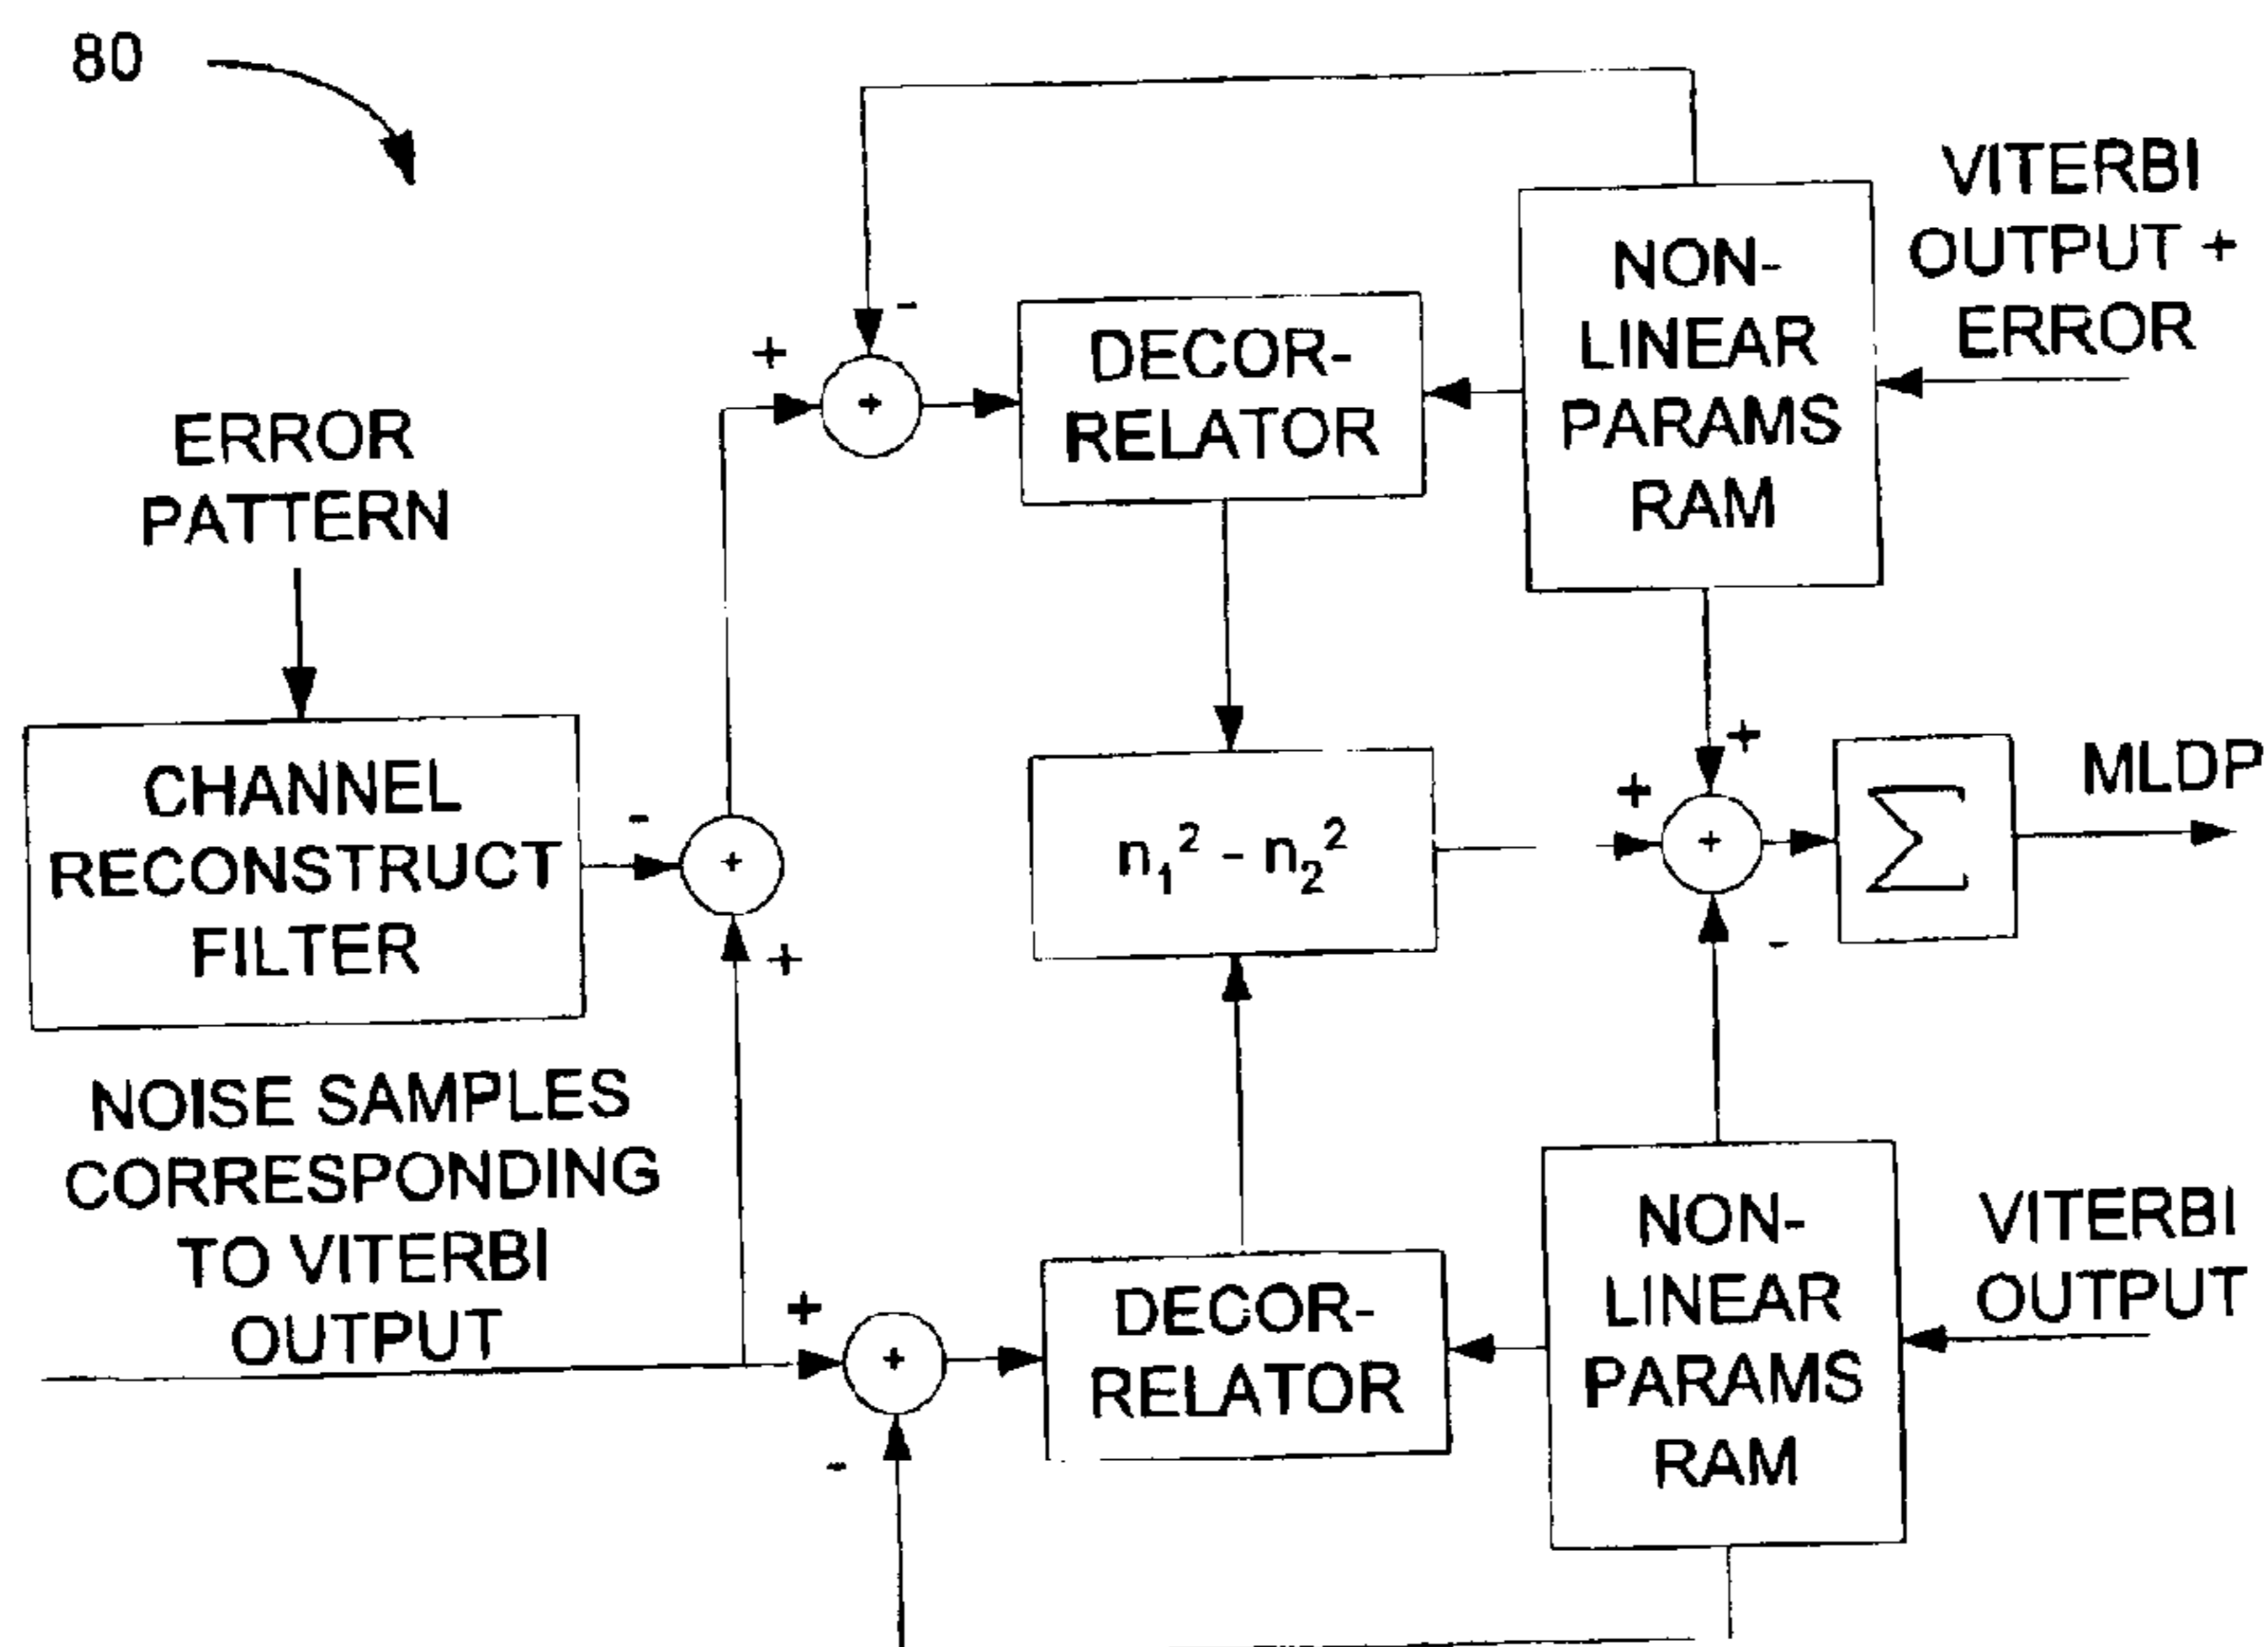 80
VITERBI
OUTPUT +
ERROR
NON-
LINEAR
PARAMS
RAM
-
+
+
DECOR-
RELATOR
ERROR
PATTERN
CHANNEL
RECONSTRUCT
FILTER
-
+
+
n₁² - n₂²
+
+
+
-
Σ
MLDP
NOISE SAMPLES
CORRESPONDING
TO VITERBI
OUTPUT
+
+
-
DECOR-
RELATOR
NON-
LINEAR
PARAMS
RAM
VITERBI
OUTPUT